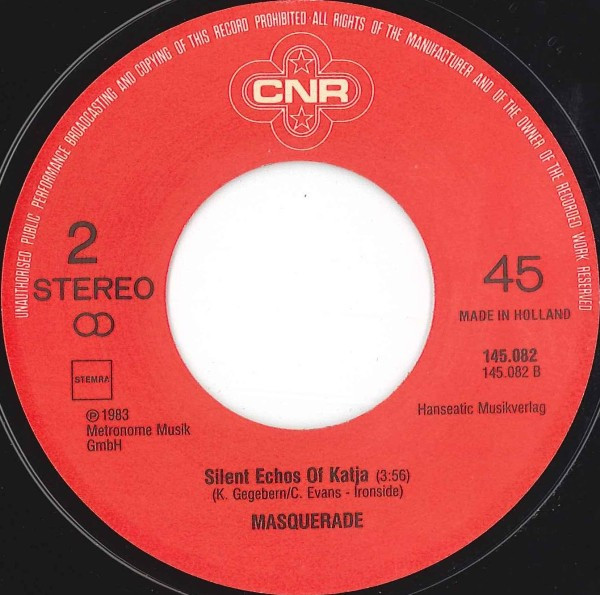 UNAUTHORISED PUBLIC PERFORMANCE BROADCASTING AND COPYING OF THIS RECORD PROHIBITED ALL RIGHTS OF THE MANUFACTURER AND OF THE OWNER OF THE RECORDED WORK RESERVED
CNR
2
STEREO
45
MADE IN HOLLAND
STEMRA
℗ 1983
Metronome Musik
GmbH
145.082
145.082 B
Hanseatic Musikverlag
Silent Echos Of Katja (3:56)
(K. Gegebern/C. Evans - Ironside)
MASQUERADE